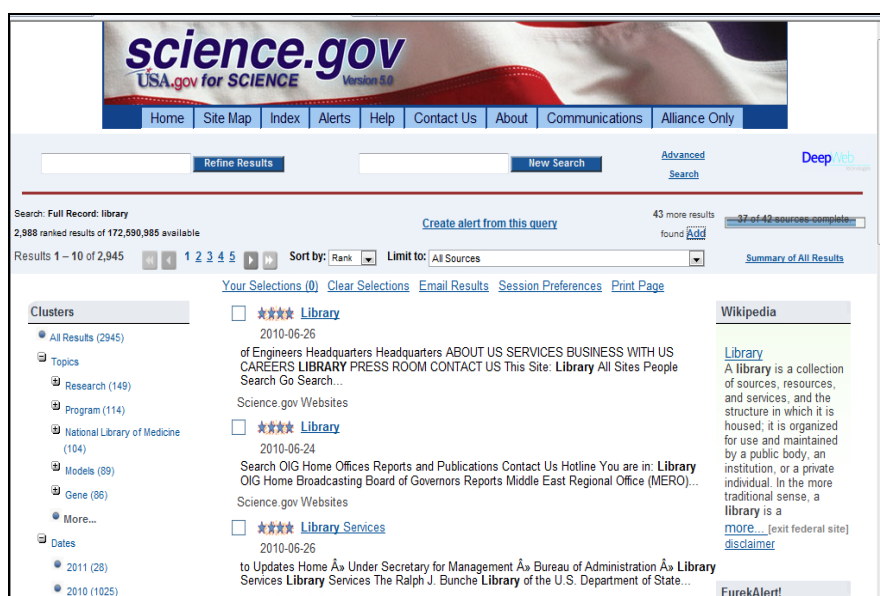 science.gov
USA.gov for SCIENCE Version 5.0
Home Site Map Index Alerts Help Contact Us About Communications Alliance Only
Refine Results New Search Advanced
Search
DeepWeb
Search: Full Record: library
2,988 ranked results of 172,590,985 available
Create alert from this query
43 more results
found Add
37 of 42 sources complete
Results 1 – 10 of 2,945 1 2 3 4 5 Sort by: Rank Limit to: All Sources Summary of All Results
Your Selections (0) Clear Selections Email Results Session Preferences Print Page
Clusters
All Results (2945)
Topics
Research (149)
Program (114)
National Library of Medicine
(104)
Models (89)
Gene (86)
More...
Dates
2011 (28)
2010 (1025)
Library
2010-06-26
of Engineers Headquarters Headquarters ABOUT US SERVICES BUSINESS WITH US
CAREERS LIBRARY PRESS ROOM CONTACT US This Site: Library All Sites People
Search Go Search...
Science.gov Websites
Library
2010-06-24
Search OIG Home Offices Reports and Publications Contact Us Hotline You are in: Library
OIG Home Broadcasting Board of Governors Reports Middle East Regional Office (MERO)...
Science.gov Websites
Library Services
2010-06-26
to Updates Home Â» Under Secretary for Management Â» Bureau of Administration Â» Library
Services Library Services The Ralph J. Bunche Library of the U.S. Department of State...
Wikipedia
Library
A library is a collection
of sources, resources,
and services, and the
structure in which it is
housed; it is organized
for use and maintained
by a public body, an
institution, or a private
individual. In the more
traditional sense, a
library is a
more... [exit federal site]
disclaimer
EurekAlert!